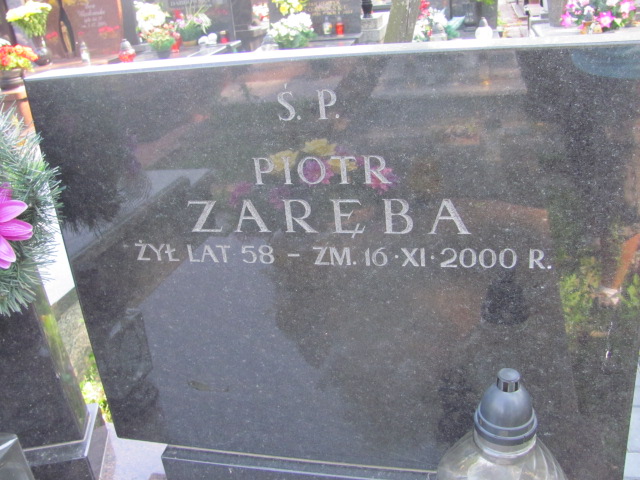 Ś. P.
PIOTR
ZARĘBA
ŻYŁ LAT 58 - ZM. 16·XI·2000 R.